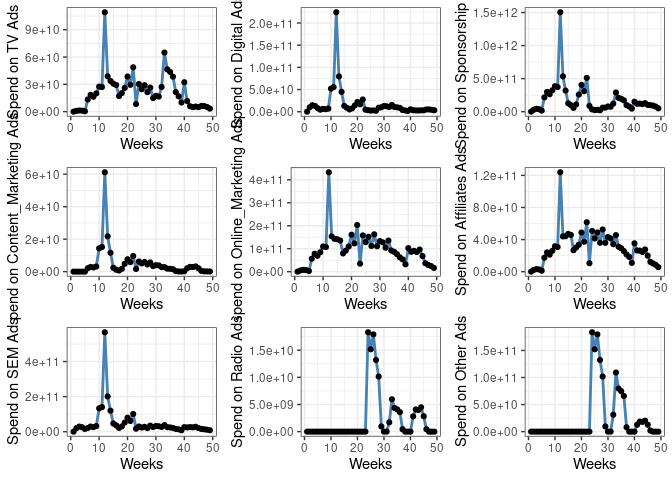 Spend on TV Ads
9e+10
6e+10
3e+10
0e+00
0 10 20 30 40 50
Weeks
Spend on Digital Ad
2.0e+11
1.5e+11
1.0e+11
5.0e+10
0.0e+00
0 10 20 30 40 50
Weeks
Spend on Sponsorship
1.5e+12
1.0e+12
5.0e+11
0.0e+00
0 10 20 30 40 50
Weeks
Spend on Content_Marketing Ads
6e+10
4e+10
2e+10
0e+00
0 10 20 30 40 50
Weeks
Spend on Online_Marketing Ads
4e+11
3e+11
2e+11
1e+11
0e+00
0 10 20 30 40 50
Weeks
Spend on Affiliates Ads
1.2e+11
8.0e+10
4.0e+10
0.0e+00
0 10 20 30 40 50
Weeks
Spend on SEM Ads
4e+11
2e+11
0e+00
0 10 20 30 40 50
Weeks
Spend on Radio Ads
1.5e+10
1.0e+10
5.0e+09
0.0e+00
0 10 20 30 40 50
Weeks
Spend on Other Ads
1.5e+11
1.0e+11
5.0e+10
0.0e+00
0 10 20 30 40 50
Weeks